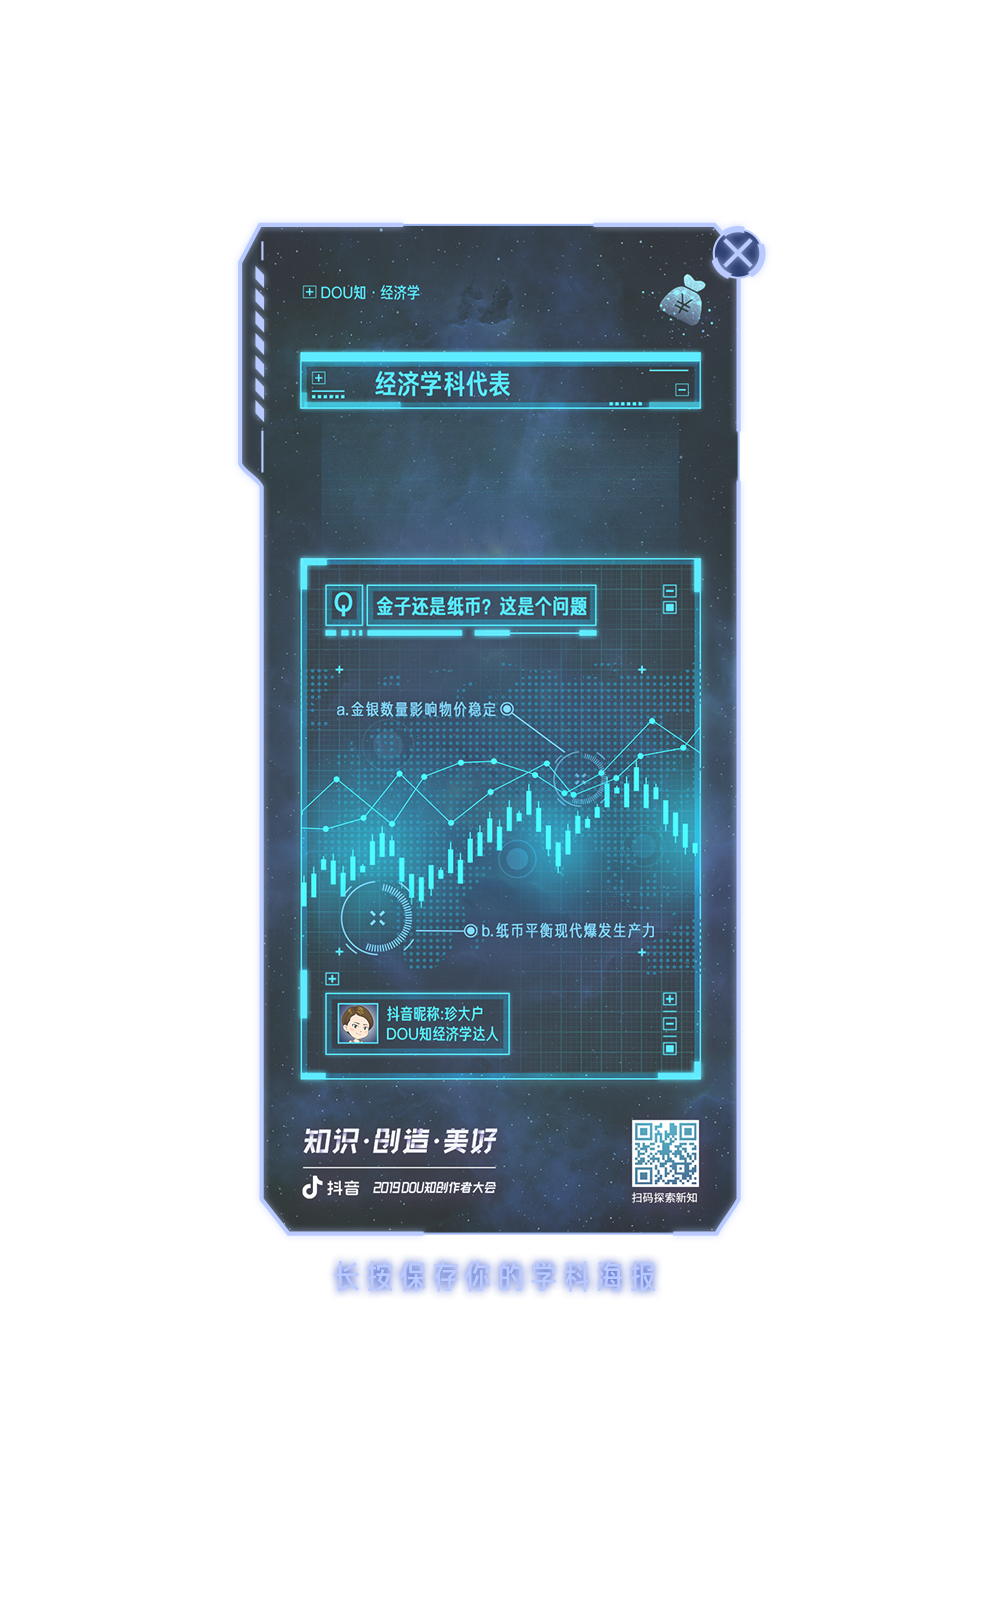 DOU知·经济学
经济学科代表
Q 金子还是纸币？这是个问题
a.金银数量影响物价稳定
b.纸币平衡现代爆发生产力
抖音昵称:珍大户
DOU知经济学达人
知识·创造·美好
抖音 2019DOU知创作者大会
扫码探索新知
长按保存你的学科海报